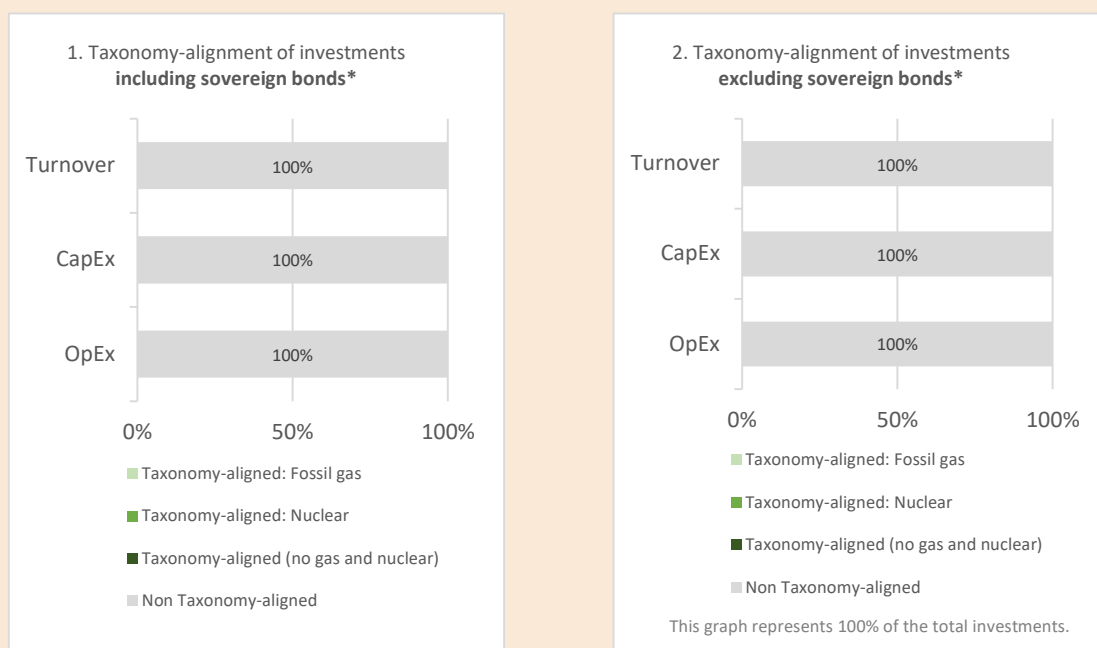 1. Taxonomy-alignment of investments
including sovereign bonds*
Turnover
100%
CapEx
100%
OpEx
100%
0% 50% 100%
Taxonomy-aligned: Fossil gas
Taxonomy-aligned: Nuclear
Taxonomy-aligned (no gas and nuclear)
Non Taxonomy-aligned
2. Taxonomy-alignment of investments
excluding sovereign bonds*
Turnover
100%
CapEx
100%
OpEx
100%
0% 50% 100%
Taxonomy-aligned: Fossil gas
Taxonomy-aligned: Nuclear
Taxonomy-aligned (no gas and nuclear)
Non Taxonomy-aligned
This graph represents 100% of the total investments.